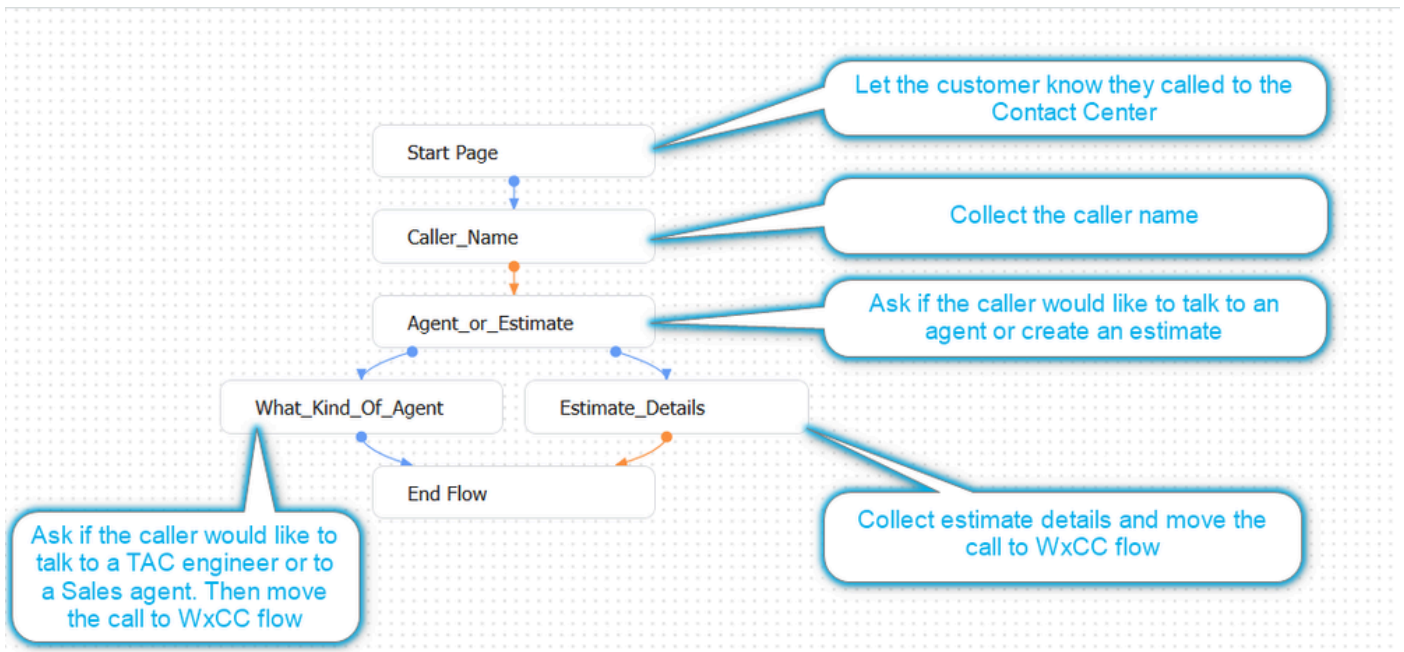 Let the customer know they called to the
Contact Center
Start Page
Collect the caller name
Caller_Name
Ask if the caller would like to talk to an
agent or create an estimate
Agent_or_Estimate
What_Kind_Of_Agent
Estimate_Details
End Flow
Collect estimate details and move the
call to WxCC flow
Ask if the caller would like to
talk to a TAC engineer or to
a Sales agent. Then move
the call to WxCC flow